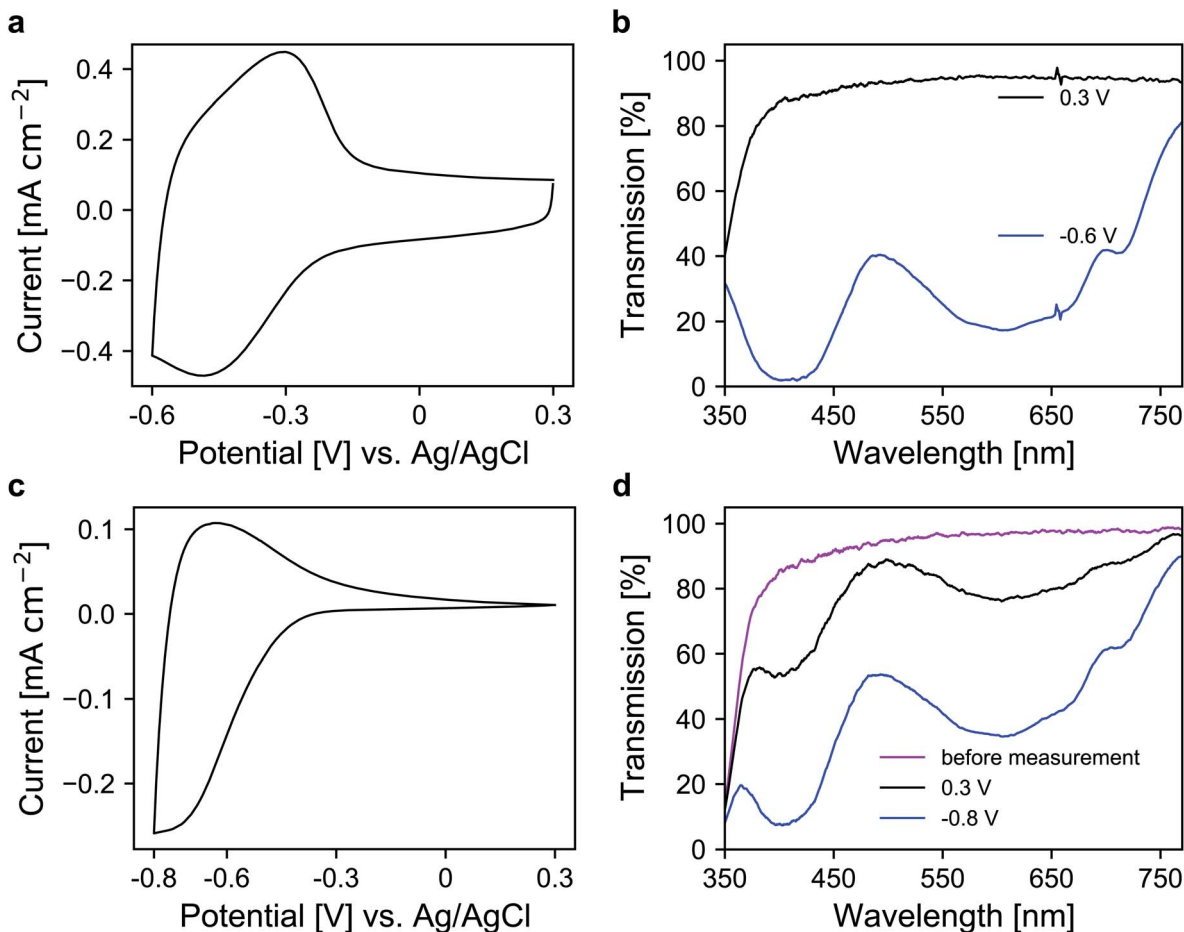 a
Current [mA cm−2]
0.4
0.2
0.0
−0.2
−0.4
-0.6 -0.3 0 0.3
Potential [V] vs. Ag/AgCl
b
Transmission [%]
100
80
60
40
20
0
0.3 V
-0.6 V
350 450 550 650 750
Wavelength [nm]
c
Current [mA cm−2]
0.1
0.0
−0.1
−0.2
-0.8 -0.6 -0.3 0 0.3
Potential [V] vs. Ag/AgCl
d
Transmission [%]
100
80
60
40
20
0
before measurement
0.3 V
-0.8 V
350 450 550 650 750
Wavelength [nm]